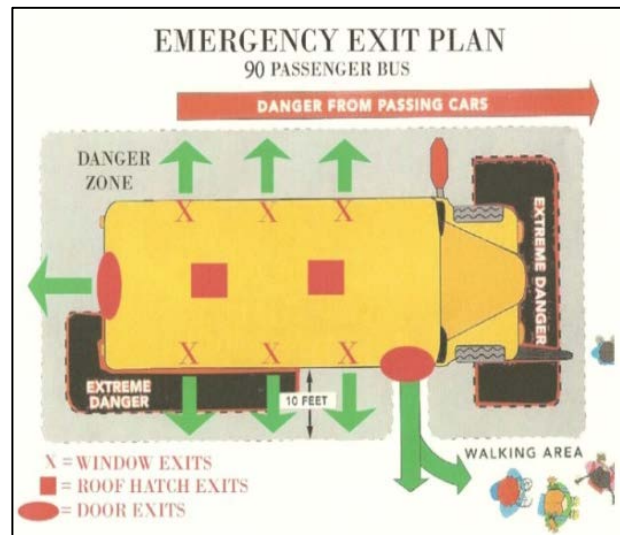 EMERGENCY EXIT PLAN
90 PASSENGER BUS
DANGER FROM PASSING CARS
DANGER
ZONE
X X X
EXTREME DANGER
X X X
EXTREME
DANGER
10 FEET
WALKING AREA
X = WINDOW EXITS
= ROOF HATCH EXITS
= DOOR EXITS